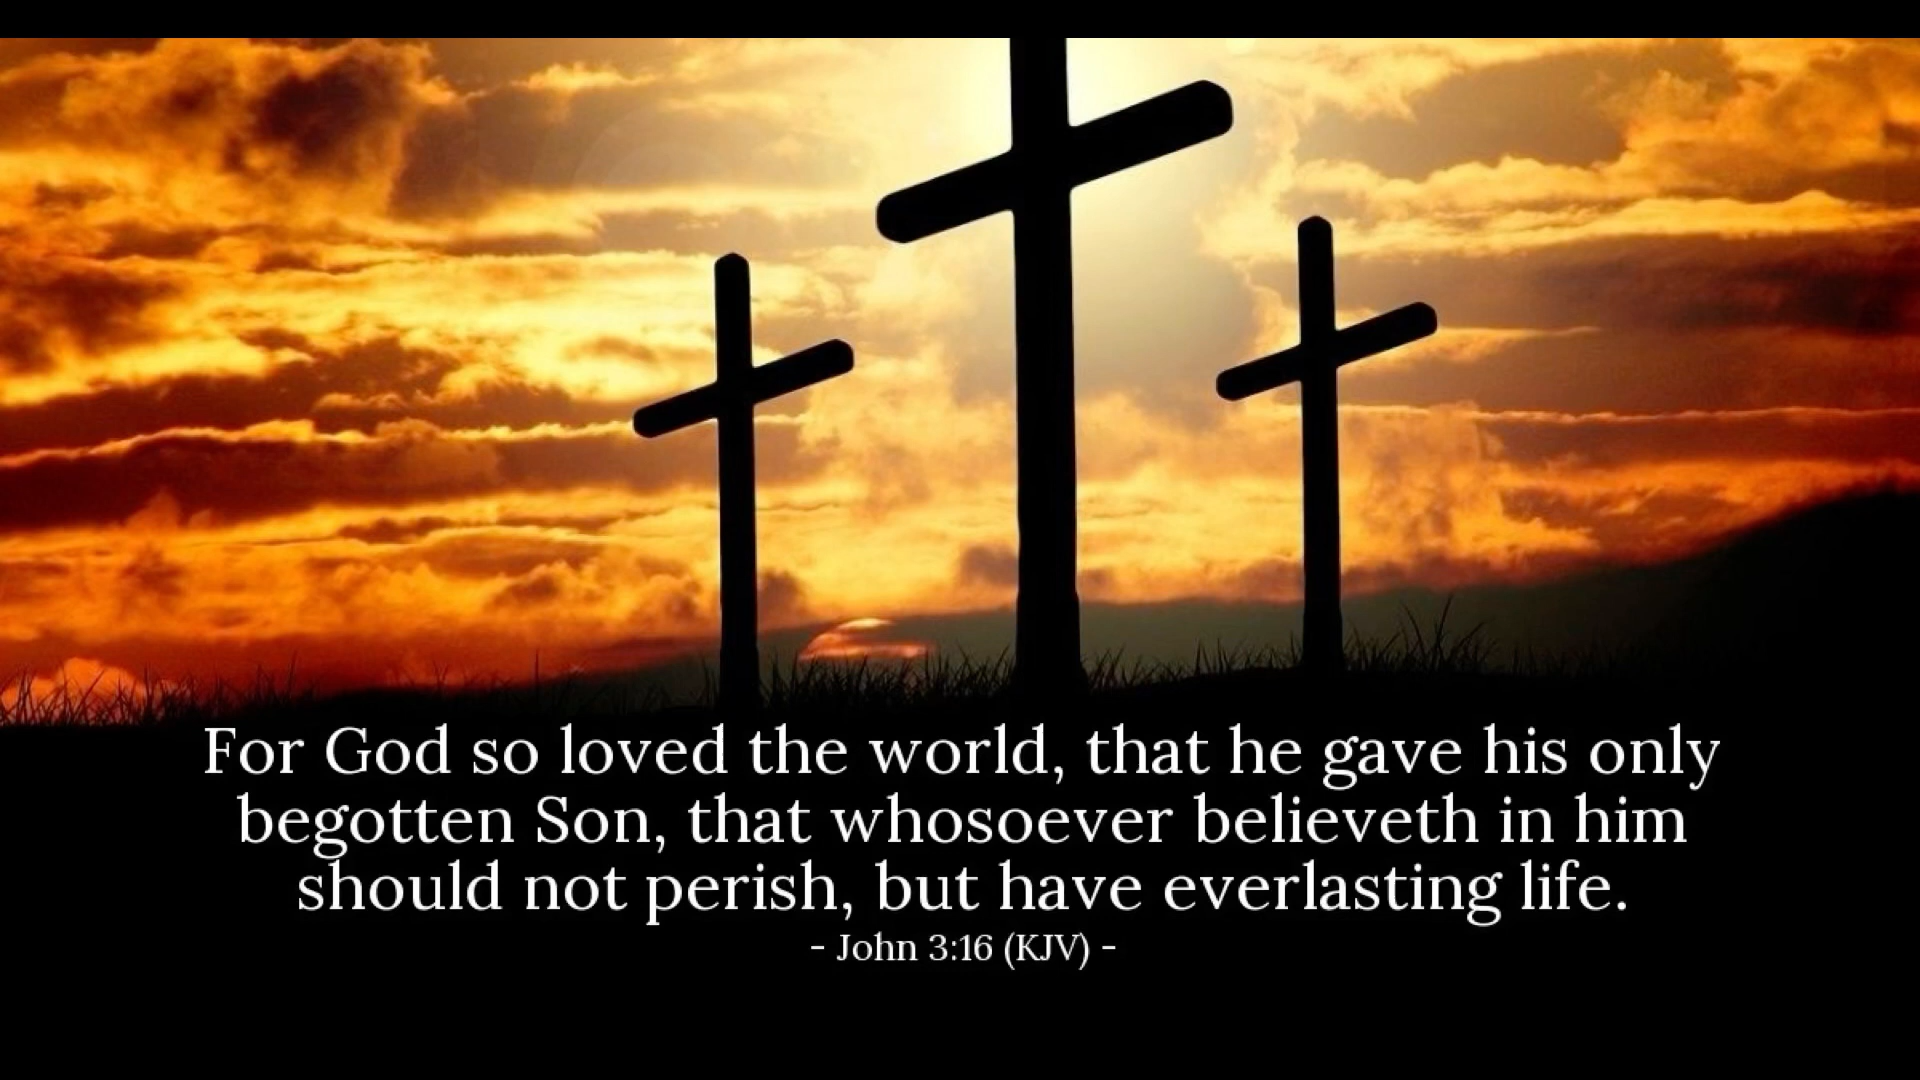 For God so loved the world, that he gave his only
begotten Son, that whosoever believeth in him
should not perish, but have everlasting life.
- John 3:16 (KJV) -